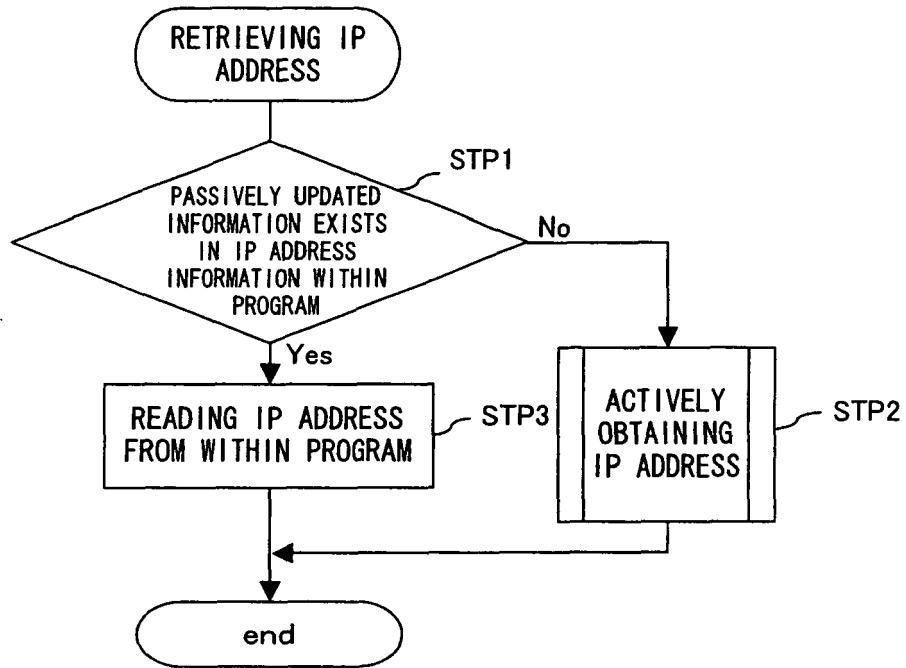 RETRIEVING IP
ADDRESS
STP1
PASSIVELY UPDATED
INFORMATION EXISTS
IN IP ADDRESS
INFORMATION WITHIN
PROGRAM
No
Yes
READING IP ADDRESS
FROM WITHIN PROGRAM
STP3
ACTIVELY
OBTAINING
IP ADDRESS
STP2
end